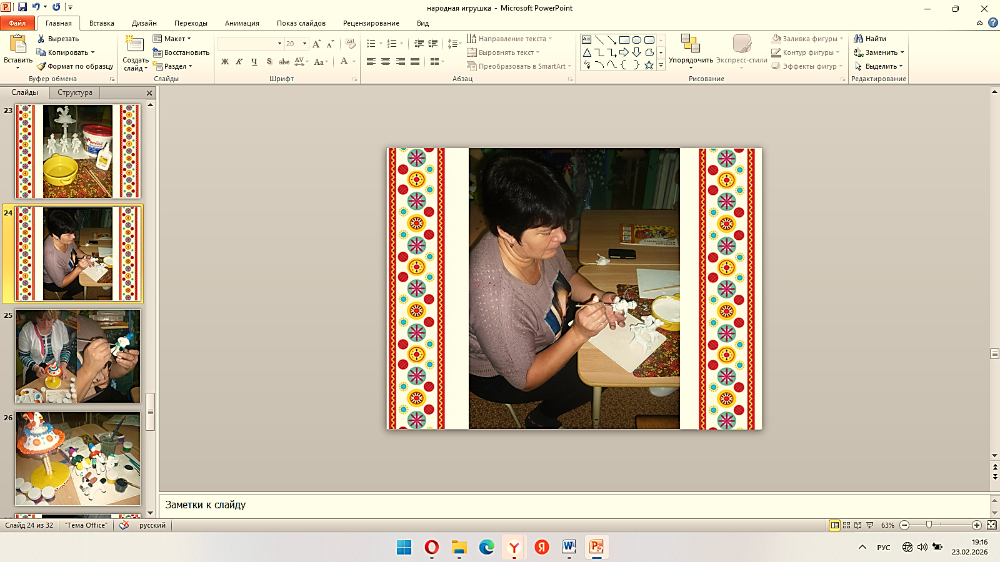 народная игрушка - Microsoft PowerPoint
Файл Главная Вставка Дизайн Переходы Анимация Показ слайдов Рецензирование Вид
Вставить
Вырезать
Копировать
Формат по образцу
Буфер обмена
Создать слайд
Макет
Восстановить
Раздел
Слайды
20
Ж К Ч S abc AV Aa А
Шрифт
Направление текста
Выровнять текст
Преобразовать в SmartArt
Абзац
Упорядочить
Экспресс-стили
Заливка фигуры
Контур фигуры
Эффекты фигур
Рисование
Найти
Заменить
Выделить
Редактирование
Слайды Структура
23
24
25
26
Заметки к слайду
Слайд 24 из 32 "Тема Office" русский
63%
РУС
19:16
23.02.2026